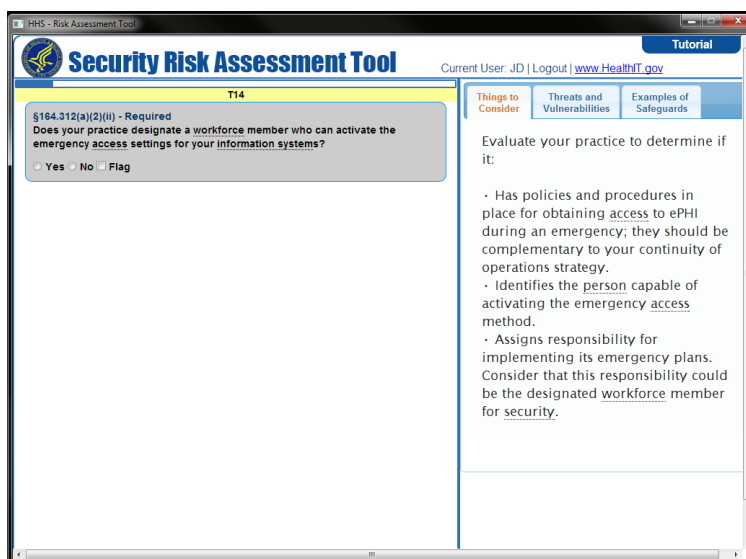 HHS - Risk Assessment Tool
Tutorial
Security Risk Assessment Tool
Current User: JD | Logout | www.HealthIT.gov
T14
§164.312(a)(2)(ii) - Required
Does your practice designate a workforce member who can activate the
emergency access settings for your information systems?
Yes No Flag
Things to
Consider
Threats and
Vulnerabilities
Examples of
Safeguards
Evaluate your practice to determine if
it:
· Has policies and procedures in
place for obtaining access to ePHI
during an emergency; they should be
complementary to your continuity of
operations strategy.
· Identifies the person capable of
activating the emergency access
method.
· Assigns responsibility for
implementing its emergency plans.
Consider that this responsibility could
be the designated workforce member
for security.